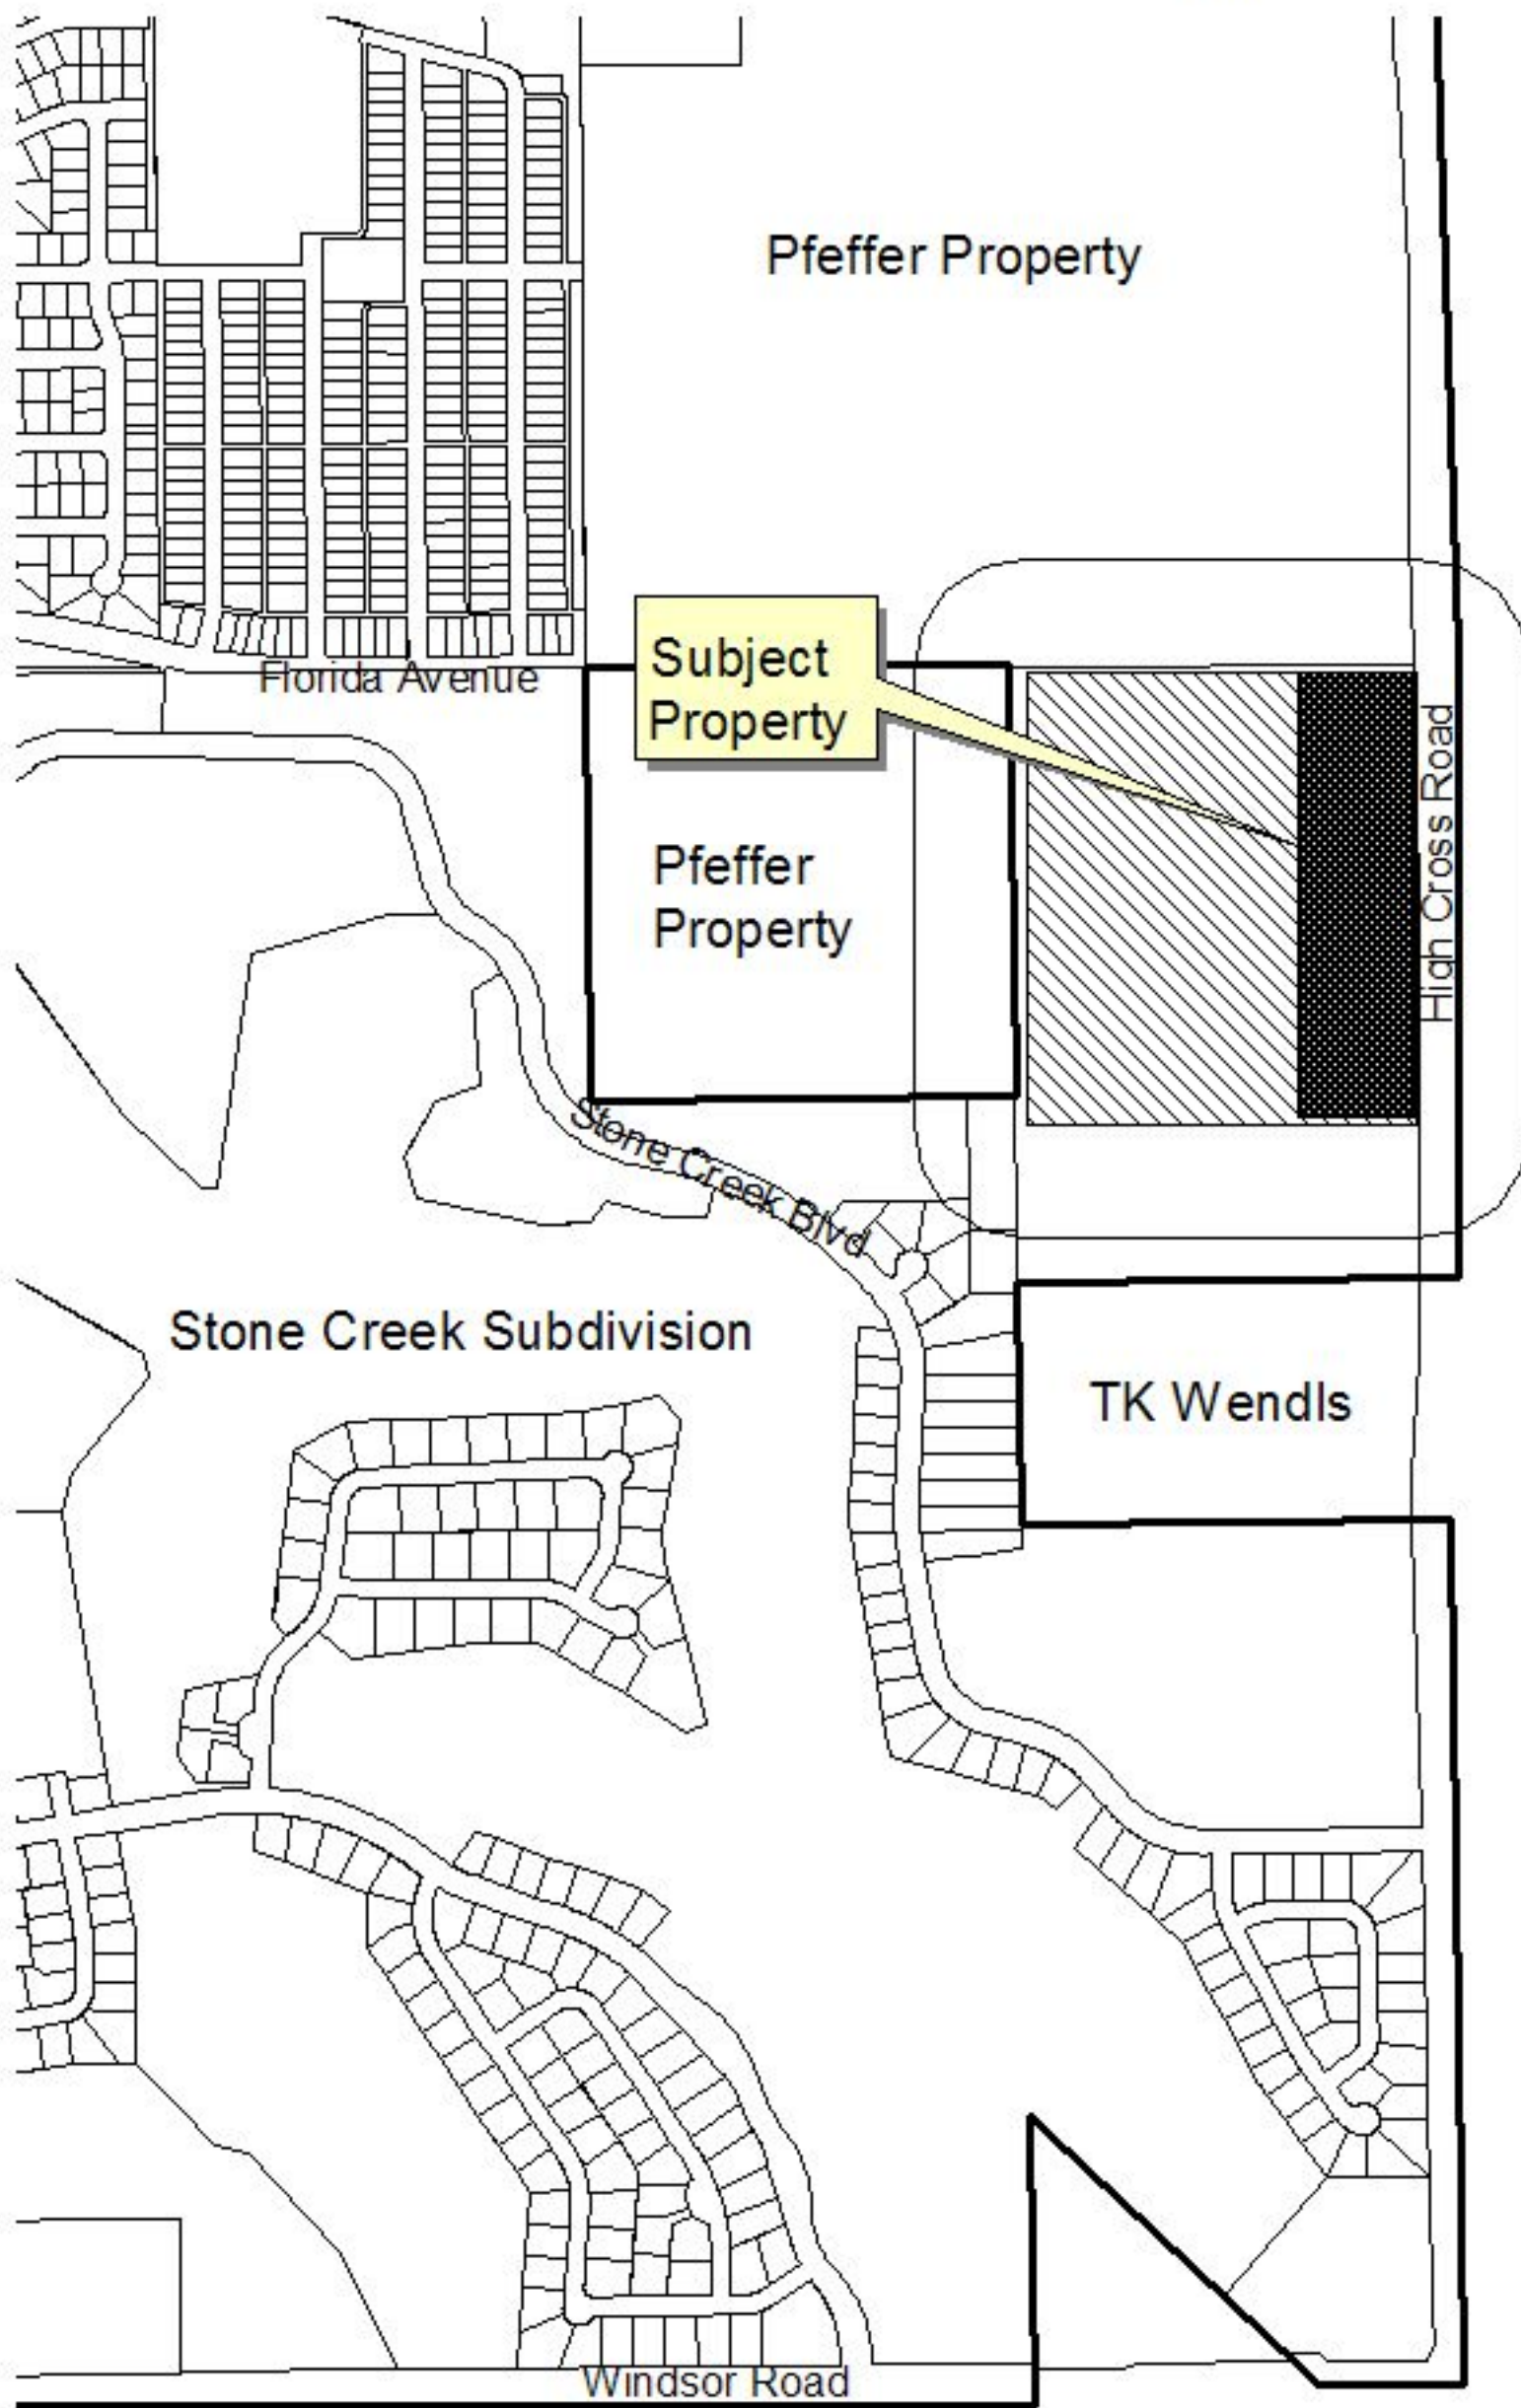 Pfeffer Property
Subject
Property
Florida Avenue
High Cross Road
Pfeffer
Property
Stone Creek Blvd
Stone Creek Subdivision
TK Wendls
Windsor Road